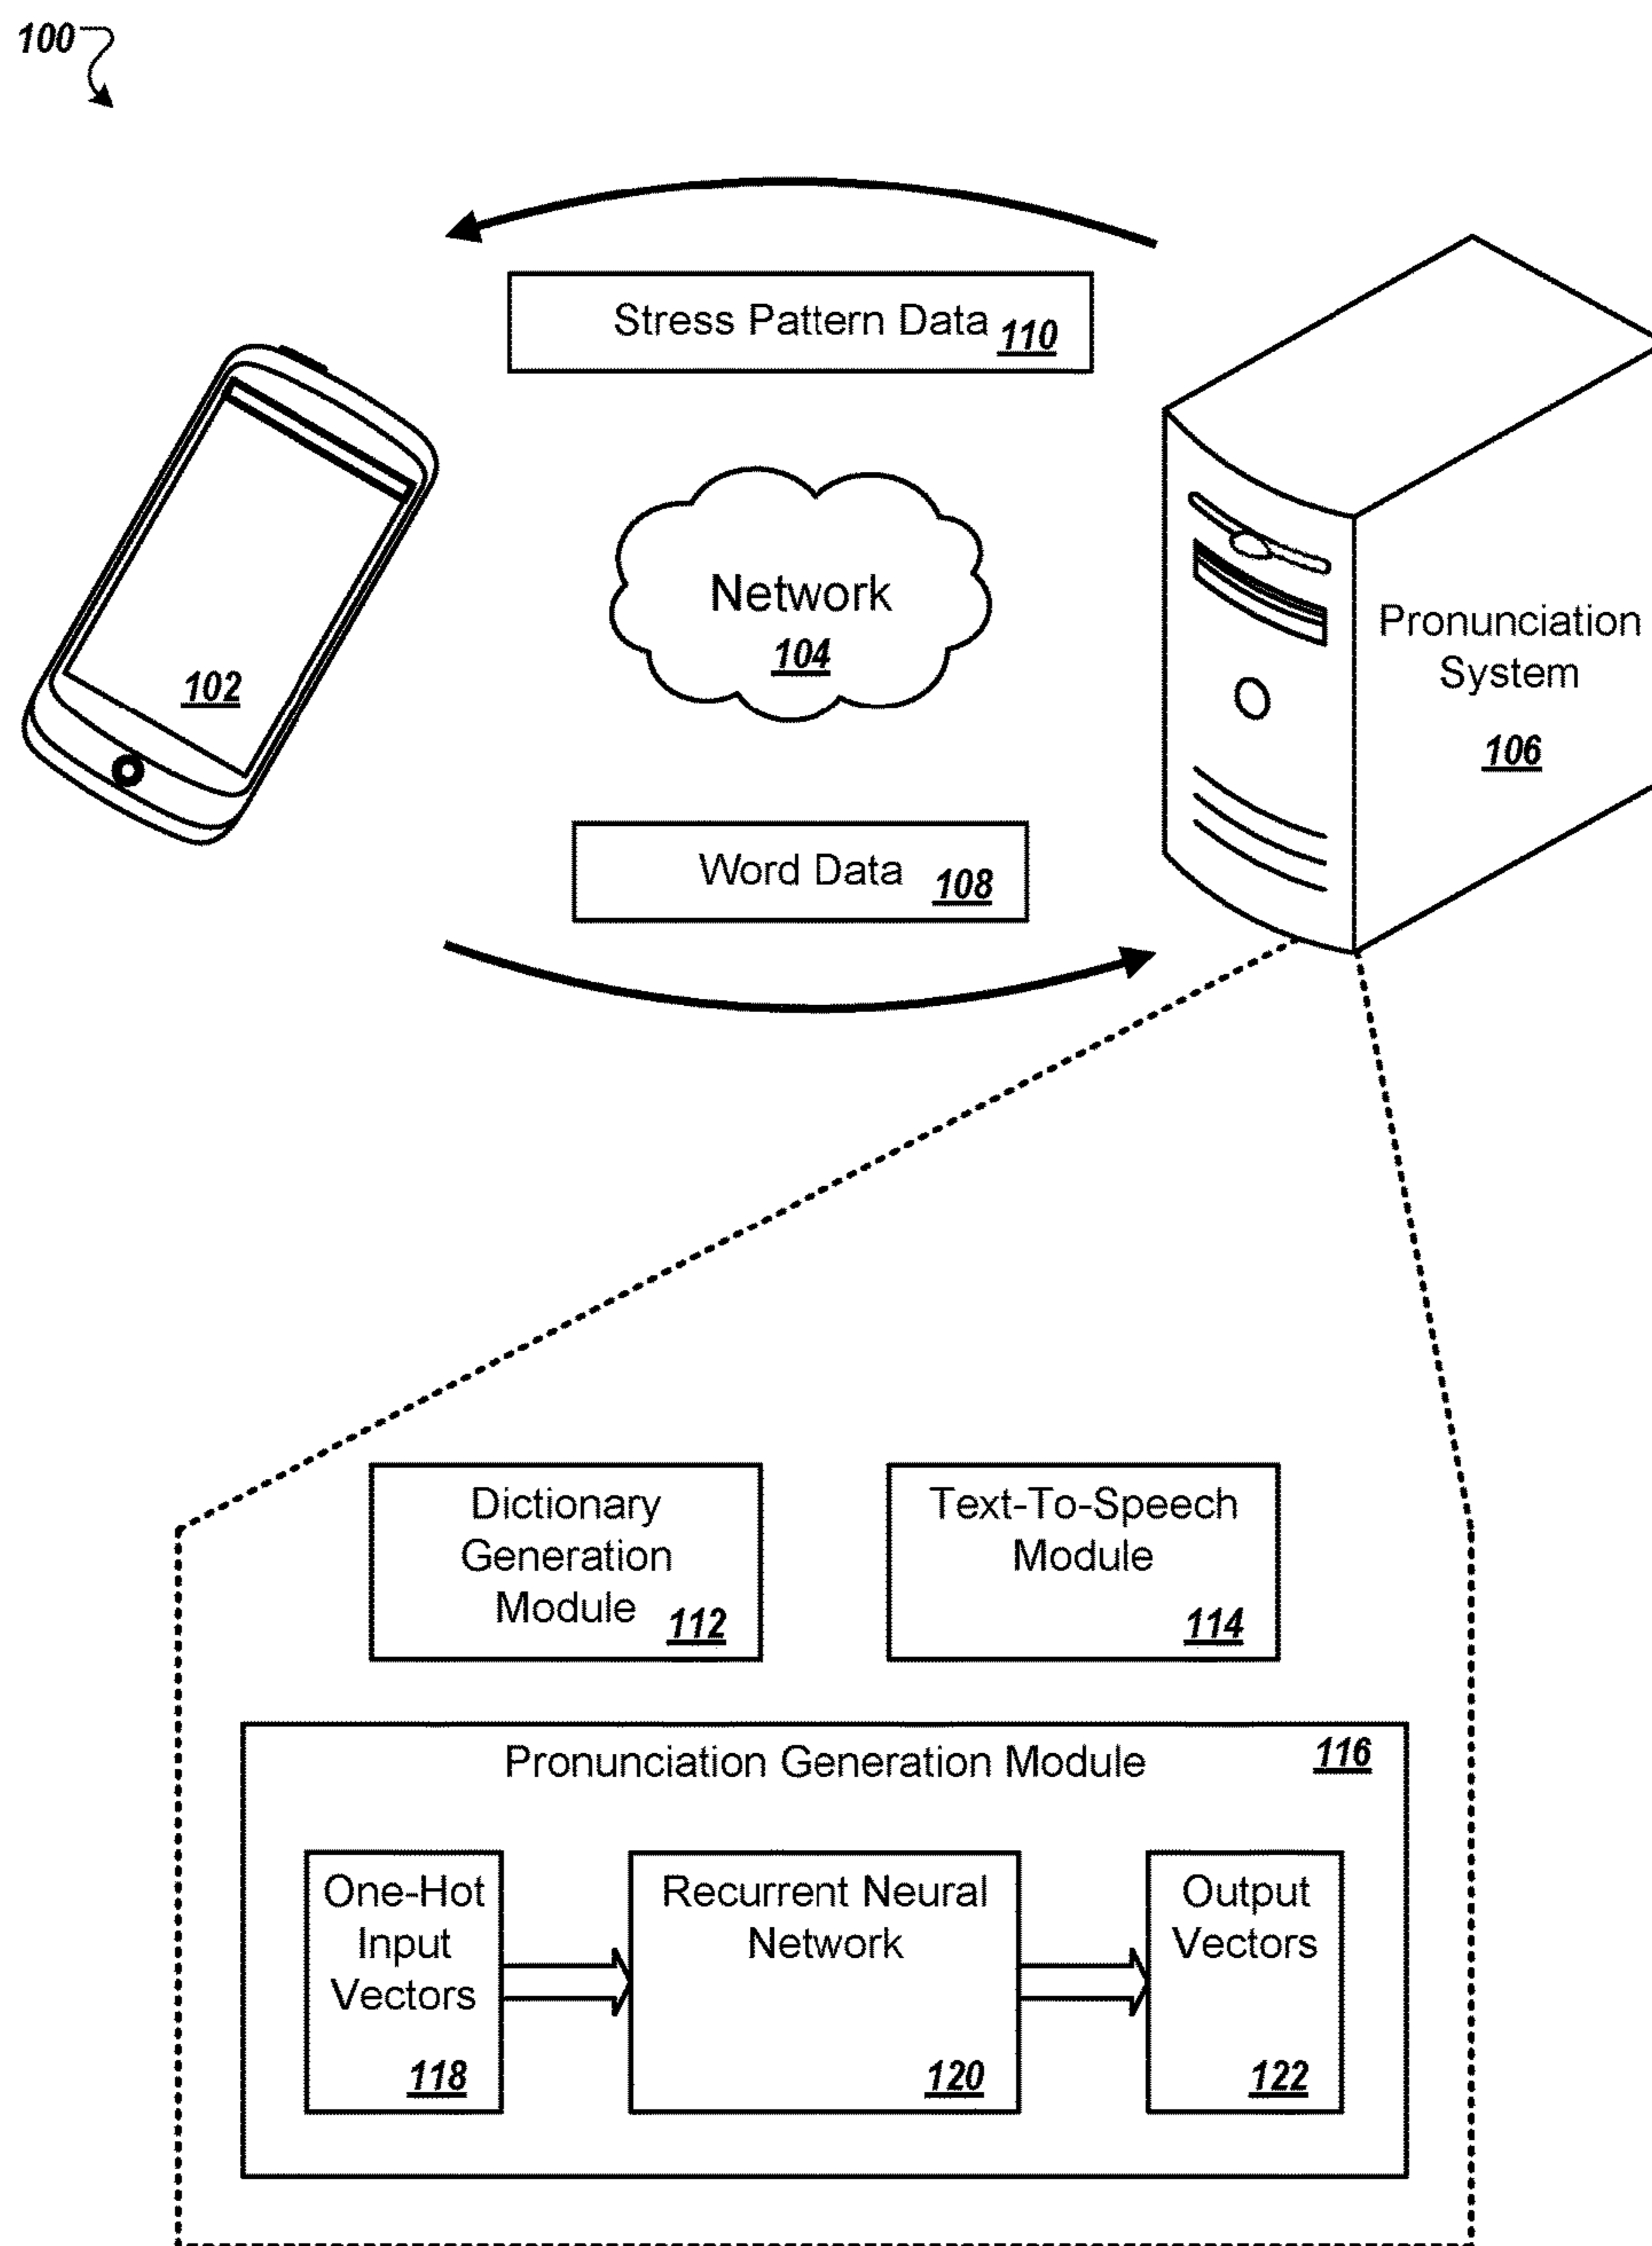 100
Stress Pattern Data 110
Network
104
102
Pronunciation
System
106
Word Data 108
Dictionary
Generation
Module 112
Text-To-Speech
Module
114
Pronunciation Generation Module 116
One-Hot
Input
Vectors
118
Recurrent Neural
Network
120
Output
Vectors
122